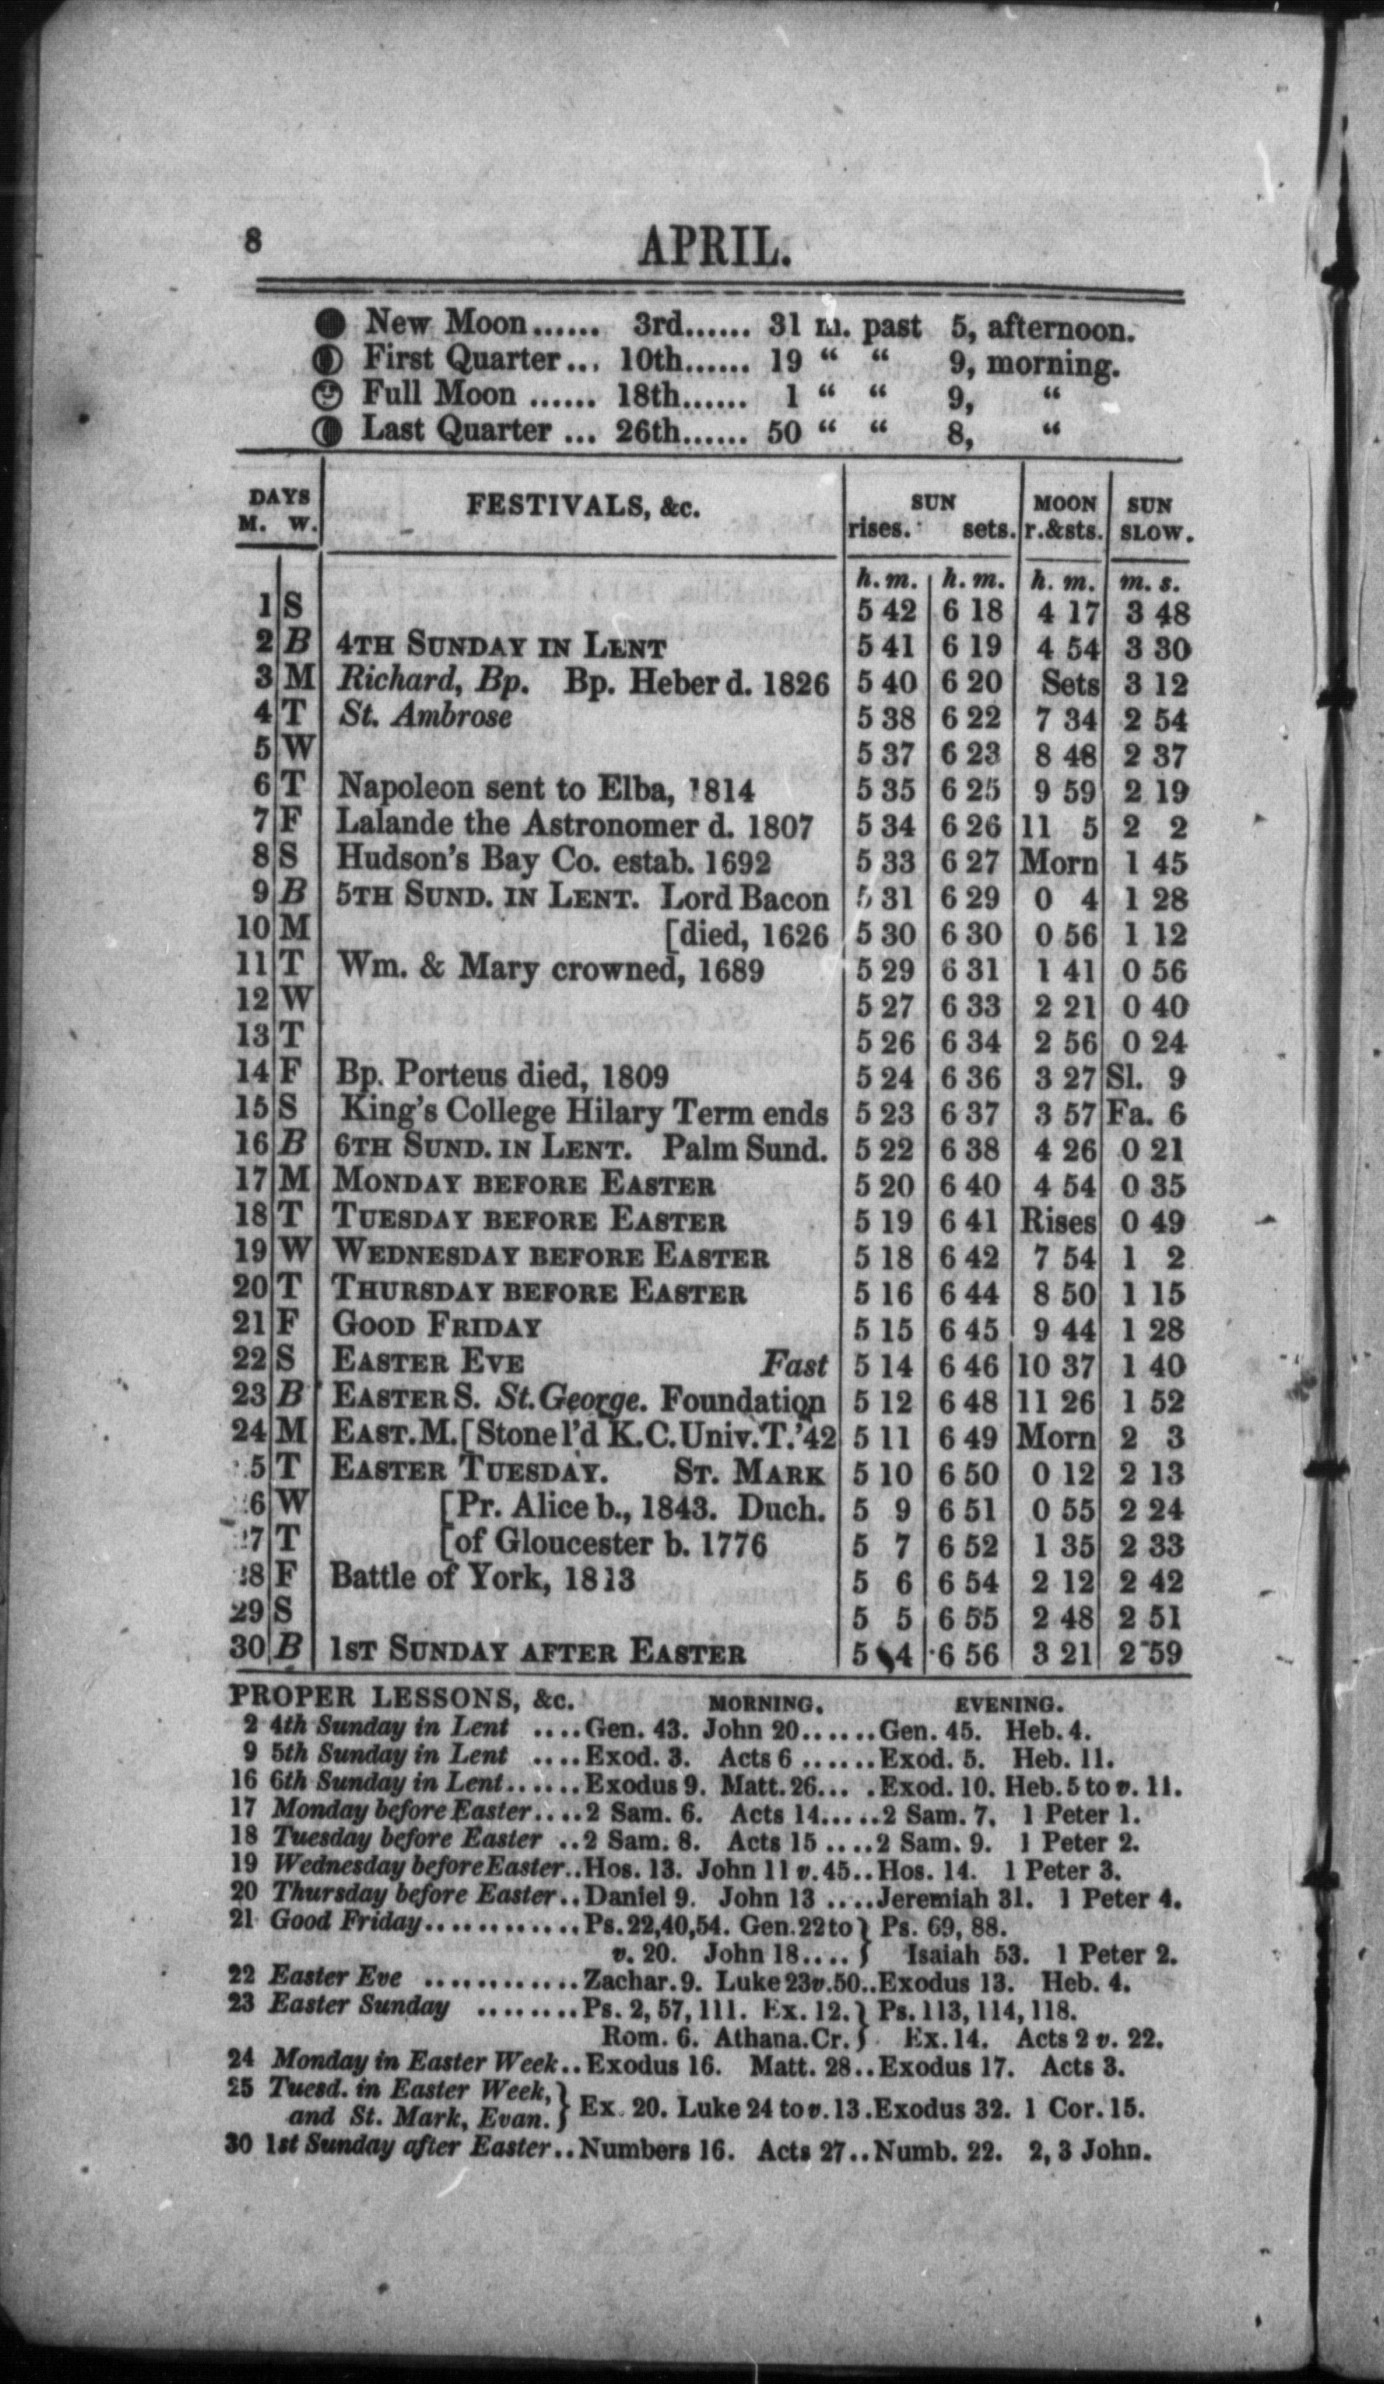 8 APRIL.
New Moon...... 3rd...... 31 m. past 5, afternoon.
First Quarter... 10th...... 19 “ “ 9, morning.
Full Moon ...... 18th...... 1 “ “ 9, “
Last Quarter ... 26th...... 50 “ “ 8, “
DAYS FESTIVALS, &c. SUN MOON SUN
M. W. rises. sets. r.&sts. SLOW.
h. m. h. m. h. m. m. s.
1 S 5 42 6 18 4 17 3 48
2 B 4TH SUNDAY IN LENT 5 41 6 19 4 54 3 30
3 M Richard, Bp. Bp. Heber d. 1826 5 40 6 20 Sets 3 12
4 T St. Ambrose 5 38 6 22 7 34 2 54
5 W 5 37 6 23 8 48 2 37
6 T Napoleon sent to Elba, 1814 5 35 6 25 9 59 2 19
7 F Lalande the Astronomer d. 1807 5 34 6 26 11 5 2 2
8 S Hudson's Bay Co. estab. 1692 5 33 6 27 Morn 1 45
9 B 5TH SUND. IN LENT. Lord Bacon 5 31 6 29 0 4 1 28
10 M [died, 1626 5 30 6 30 0 56 1 12
11 T Wm. & Mary crowned, 1689 5 29 6 31 1 41 0 56
12 W 5 27 6 33 2 21 0 40
13 T 5 26 6 34 2 56 0 24
14 F Bp. Porteus died, 1809 5 24 6 36 3 27 Sl. 9
15 S King's College Hilary Term ends 5 23 6 37 3 57 Fa. 6
16 B 6TH SUND. IN LENT. Palm Sund. 5 22 6 38 4 26 0 21
17 M MONDAY BEFORE EASTER 5 20 6 40 4 54 0 35
18 T TUESDAY BEFORE EASTER 5 19 6 41 Rises 0 49
19 W WEDNESDAY BEFORE EASTER 5 18 6 42 7 54 1 2
20 T THURSDAY BEFORE EASTER 5 16 6 44 8 50 1 15
21 F GOOD FRIDAY 5 15 6 45 9 44 1 28
22 S EASTER EVE Fast 5 14 6 46 10 37 1 40
23 B EASTER S. St. George. Foundation 5 12 6 48 11 26 1 52
24 M EAST. M. [Stone l'd K.C. Univ. T.'42 5 11 6 49 Morn 2 3
5 T EASTER TUESDAY. ST. MARK 5 10 6 50 0 12 2 13
6 W [Pr. Alice b., 1843. Duch. 5 9 6 51 0 55 2 24
7 T [of Gloucester b. 1776 5 7 6 52 1 35 2 33
8 F Battle of York, 1813 5 6 6 54 2 12 2 42
29 S 5 5 6 55 2 48 2 51
30 B 1ST SUNDAY AFTER EASTER 5 4 6 56 3 21 2 59
PROPER LESSONS, &c. MORNING. EVENING.
2 4th Sunday in Lent ....Gen. 43. John 20......Gen. 45. Heb. 4.
9 5th Sunday in Lent ....Exod. 3. Acts 6 ......Exod. 5. Heb. 11.
16 6th Sunday in Lent......Exodus 9. Matt. 26... .Exod. 10. Heb. 5 to v. 11.
17 Monday before Easter....2 Sam. 6. Acts 14.....2 Sam. 7. 1 Peter 1.
18 Tuesday before Easter ..2 Sam. 8. Acts 15 ....2 Sam. 9. 1 Peter 2.
19 Wednesday before Easter..Hos. 13. John 11 v. 45..Hos. 14. 1 Peter 3.
20 Thursday before Easter..Daniel 9. John 13 ....Jeremiah 31. 1 Peter 4.
21 Good Friday............Ps. 22, 40, 54. Gen. 22 to } Ps. 69, 88.
v. 20. John 18.... } Isaiah 53. 1 Peter 2.
22 Easter Eve ............Zachar. 9. Luke 23 v. 50..Exodus 13. Heb. 4.
23 Easter Sunday ........Ps. 2, 57, 111. Ex. 12. } Ps. 113, 114, 118.
Rom. 6. Athana. Cr. } Ex. 14. Acts 2 v. 22.
24 Monday in Easter Week..Exodus 16. Matt. 28..Exodus 17. Acts 3.
25 Tuesd. in Easter Week, }
and St. Mark, Evan. } Ex. 20. Luke 24 to v. 13 .Exodus 32. 1 Cor. 15.
30 1st Sunday after Easter..Numbers 16. Acts 27..Numb. 22. 2, 3 John.